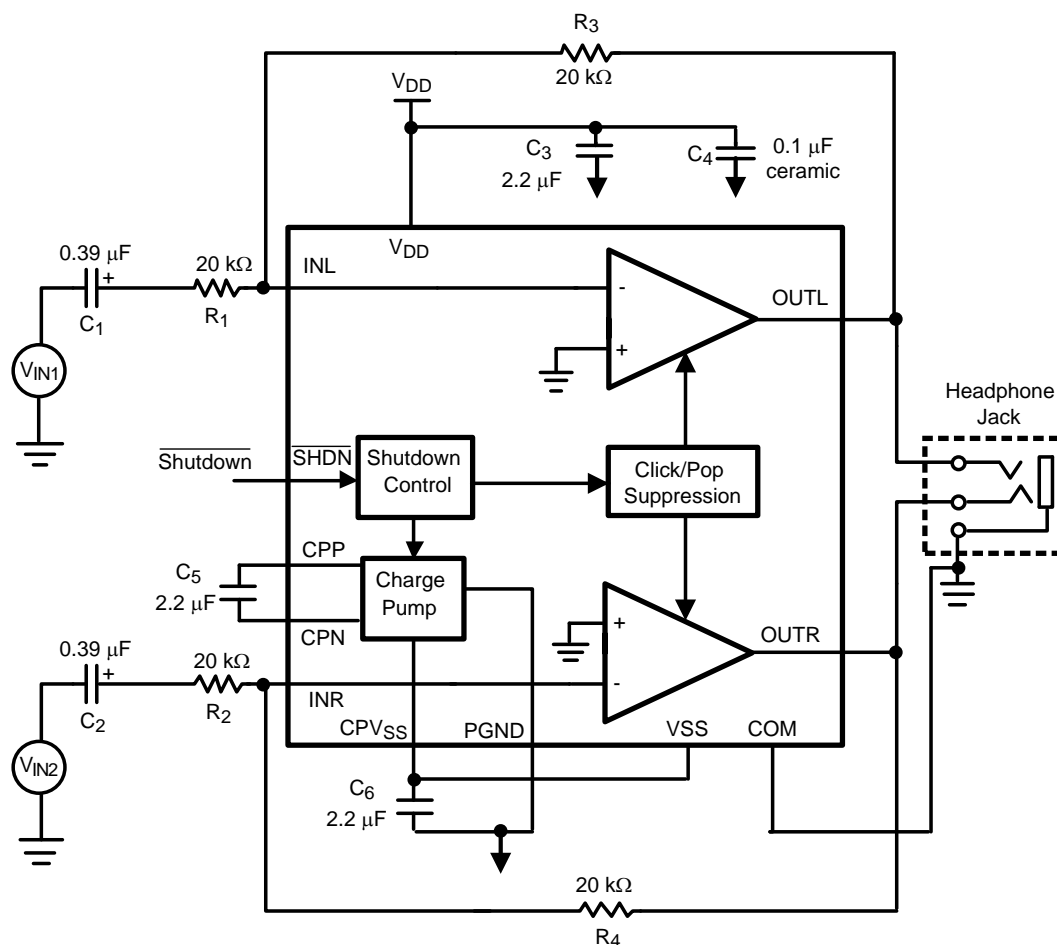 R3
20 kΩ
VDD
C3
2.2 μF
C4
0.1 μF
ceramic
VDD
0.39 μF
+
C1
20 kΩ
R1
INL
-
+
OUTL
VIN1
Headphone
Jack
Shutdown
SHDN
Shutdown
Control
Click/Pop
Suppression
CPP
C5
2.2 μF
CPN
Charge
Pump
+
-
OUTR
0.39 μF
+
C2
20 kΩ
R2
INR
CPVSS
PGND
VSS
COM
VIN2
C6
2.2 μF
20 kΩ
R4